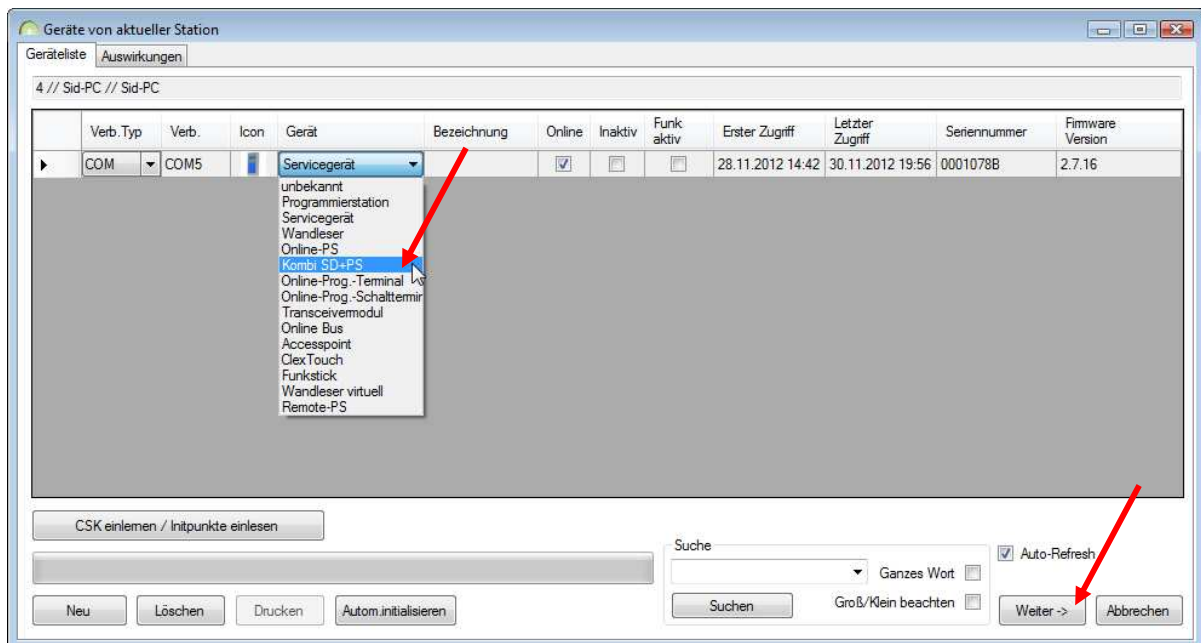 Geräte von aktueller Station
Geräteliste Auswirkungen
4 // Sid-PC // Sid-PC
Verb.Typ Verb. Icon Gerät Bezeichnung Online Inaktiv Funk aktiv Erster Zugriff Letzter Zugriff Seriennummer Firmware Version
COM COM5 Servicegerät 28.11.2012 14:42 30.11.2012 19:56 0001078B 2.7.16
unbekannt
Programmierstation
Servicegerät
Wandleser
Online-PS
Kombi SD+PS
Online-Prog.-Terminal
Online-Prog.-Schalttermir
Transceivermodul
Online Bus
Accesspoint
ClexTouch
Funkstick
Wandleser virtuell
Remote-PS
CSK einlernen / Initpunkte einlesen
Suche
Auto-Refresh
Ganzes Wort
Neu Löschen Drucken Autom.initialisieren Suchen Groß/Klein beachten Weiter -> Abbrechen